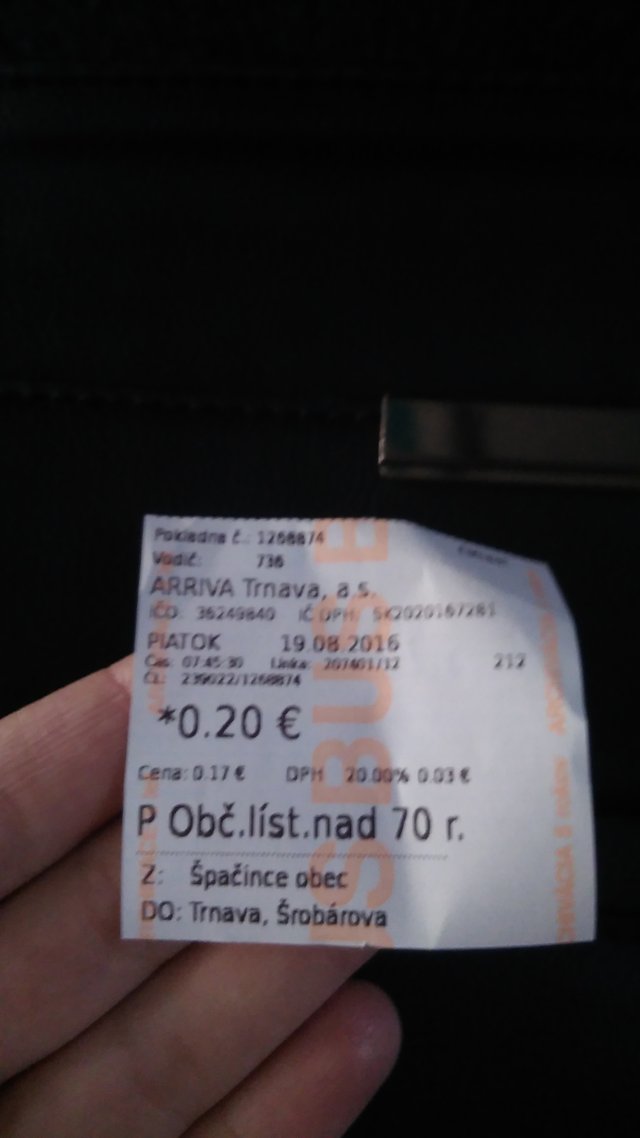 Pokladna č.: 1268874
Vodič: 736
ARRIVA Trnava, a.s.
IČO: 36249840 IČ DPH: SK2020167281
PIATOK 19.08.2016
Čas: 07:45:30 Linka: 207401/12 212
ČL: 239022/1268874
*0.20 €
Cena: 0.17 € DPH 20.00% 0.03 €
P Obč.líst.nad 70 r.
Z: Špačince obec
DO: Trnava, Šrobárova